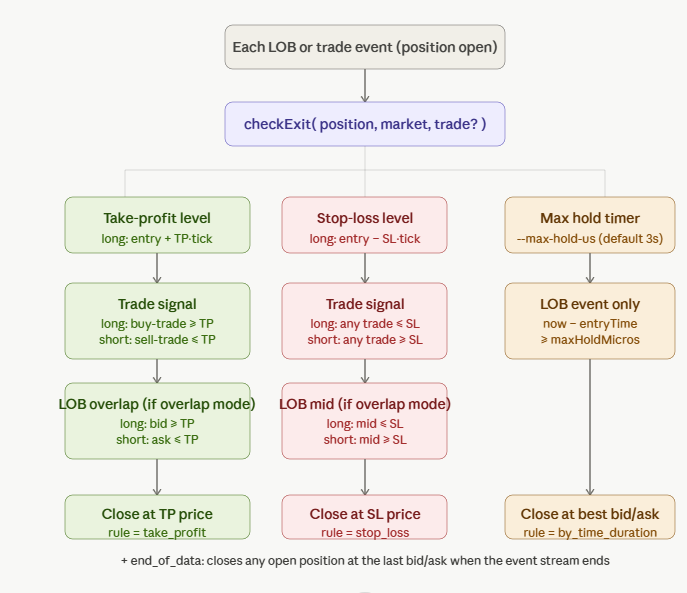 Each LOB or trade event (position open)
checkExit( position, market, trade? )
Take-profit level
long: entry + TP·tick
Stop-loss level
long: entry − SL·tick
Max hold timer
--max-hold-us (default 3s)
Trade signal
long: buy-trade ≥ TP
short: sell-trade ≤ TP
Trade signal
long: any trade ≤ SL
short: any trade ≥ SL
LOB event only
now − entryTime
≥ maxHoldMicros
LOB overlap (if overlap mode)
long: bid ≥ TP
short: ask ≤ TP
LOB mid (if overlap mode)
long: mid ≤ SL
short: mid ≥ SL
Close at TP price
rule = take_profit
Close at SL price
rule = stop_loss
Close at best bid/ask
rule = by_time_duration
+ end_of_data: closes any open position at the last bid/ask when the event stream ends